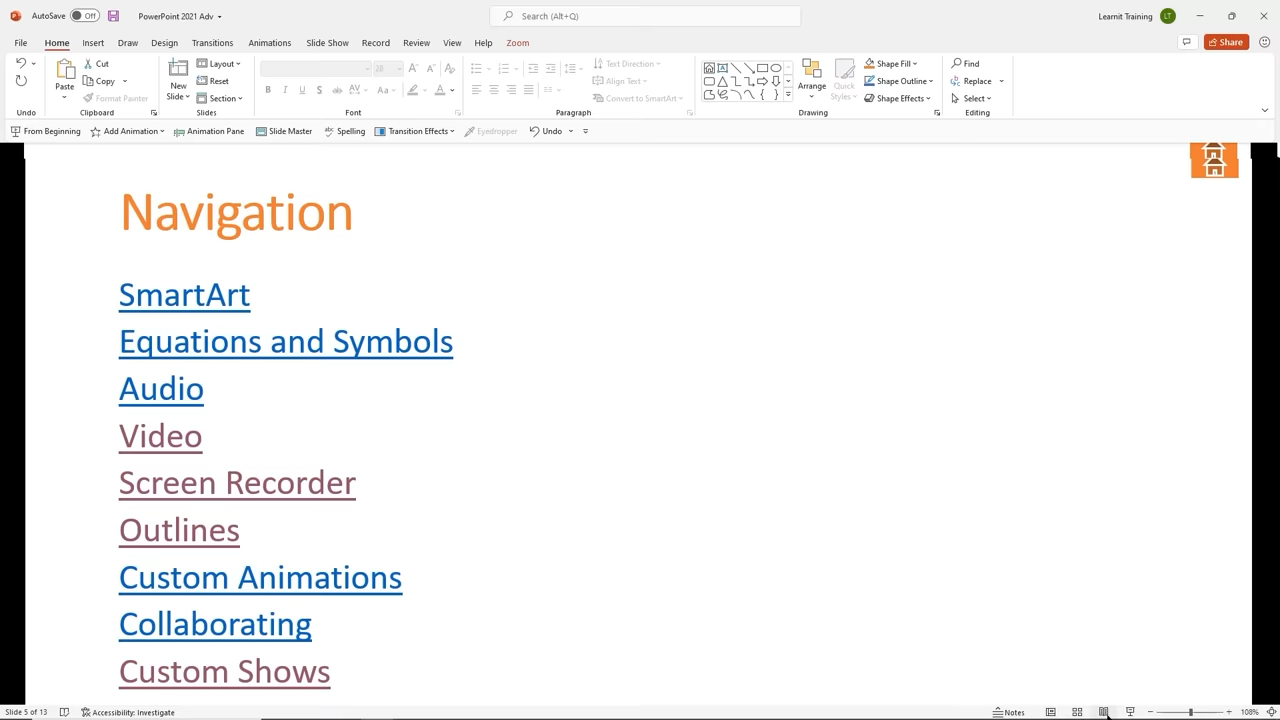 AutoSave Off PowerPoint 2021 Adv Search (Alt+Q) Learnit Training LT
File Home Insert Draw Design Transitions Animations Slide Show Record Review View Help Zoom Share
Cut Layout Text Direction Shape Fill Find
Paste Copy New Slide Reset Align Text Arrange Quick Styles Shape Outline Replace
Format Painter Section Convert to SmartArt Shape Effects Select
Undo Clipboard Slides Font Paragraph Drawing Editing
From Beginning Add Animation Animation Pane Slide Master Spelling Transition Effects Eyedropper Undo
Navigation
SmartArt
Equations and Symbols
Audio
Video
Screen Recorder
Outlines
Custom Animations
Collaborating
Custom Shows
Slide 5 of 13 Accessibility: Investigate Notes 108%